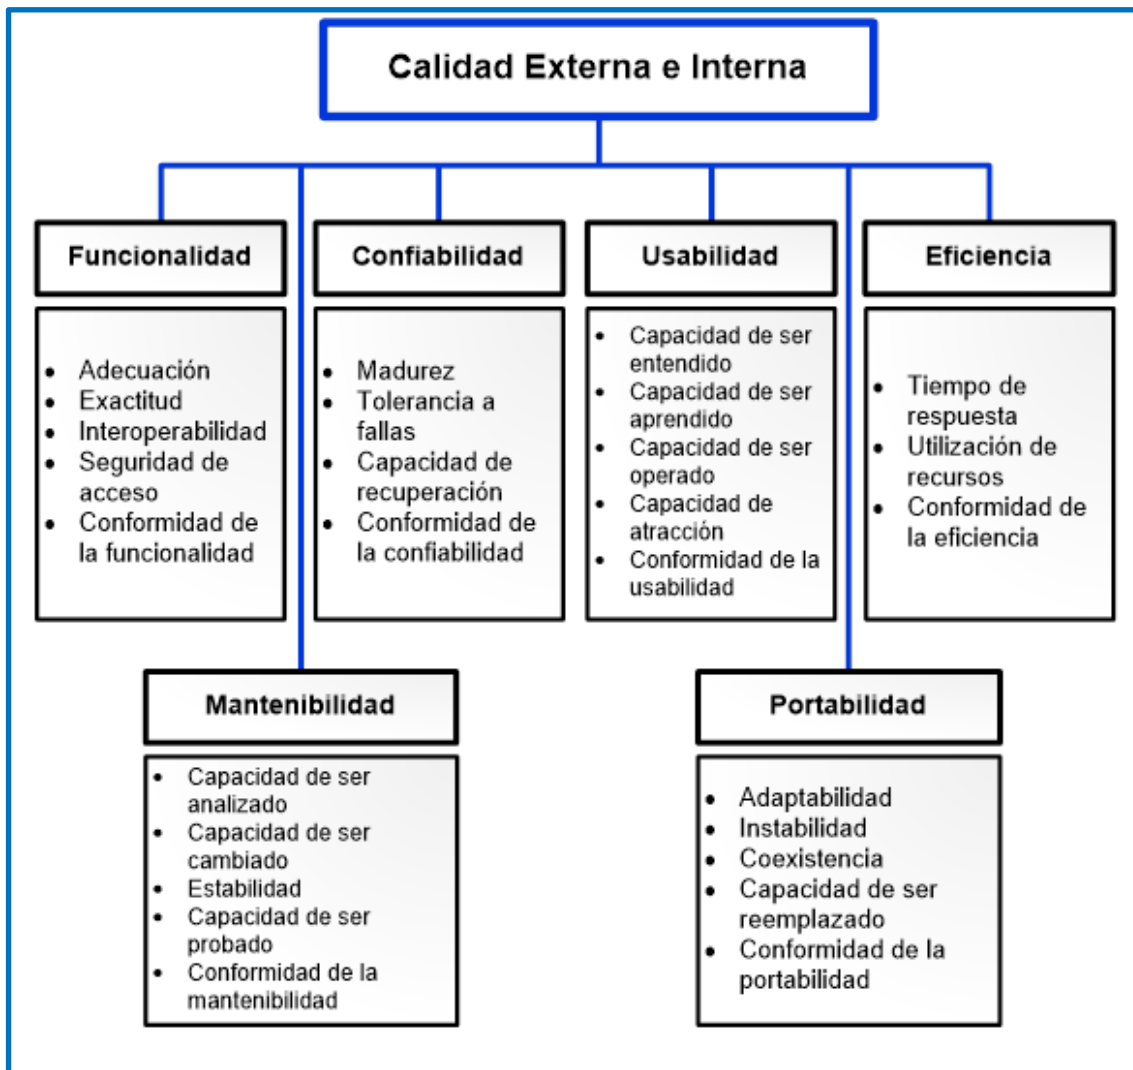 Calidad Externa e Interna
Funcionalidad
• Adecuación
• Exactitud
• Interoperabilidad
• Seguridad de
acceso
• Conformidad de
la funcionalidad
Confiabilidad
• Madurez
• Tolerancia a
fallas
• Capacidad de
recuperación
• Conformidad de
la confiabilidad
Usabilidad
• Capacidad de ser
entendido
• Capacidad de ser
aprendido
• Capacidad de ser
operado
• Capacidad de
atracción
• Conformidad de la
usabilidad
Eficiencia
• Tiempo de
respuesta
• Utilización de
recursos
• Conformidad de
la eficiencia
Mantenibilidad
• Capacidad de ser
analizado
• Capacidad de ser
cambiado
• Estabilidad
• Capacidad de ser
probado
• Conformidad de la
mantenibilidad
Portabilidad
• Adaptabilidad
• Instabilidad
• Coexistencia
• Capacidad de ser
reemplazado
• Conformidad de la
portabilidad